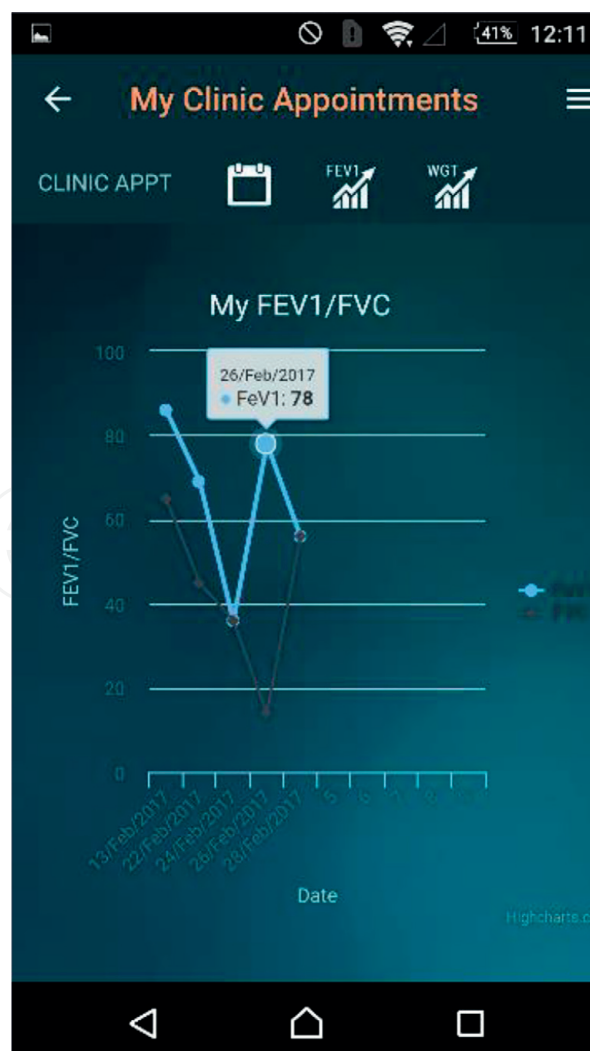 41% 12:11
My Clinic Appointments
CLINIC APPT
FEV1
WGT
My FEV1/FVC
100
26/Feb/2017
FeV1: 78
80
60
FEV1/FVC
40
20
0
13/Feb/2017
22/Feb/2017
24/Feb/2017
26/Feb/2017
28/Feb/2017
5
6
7
8
Date
Highcharts.c